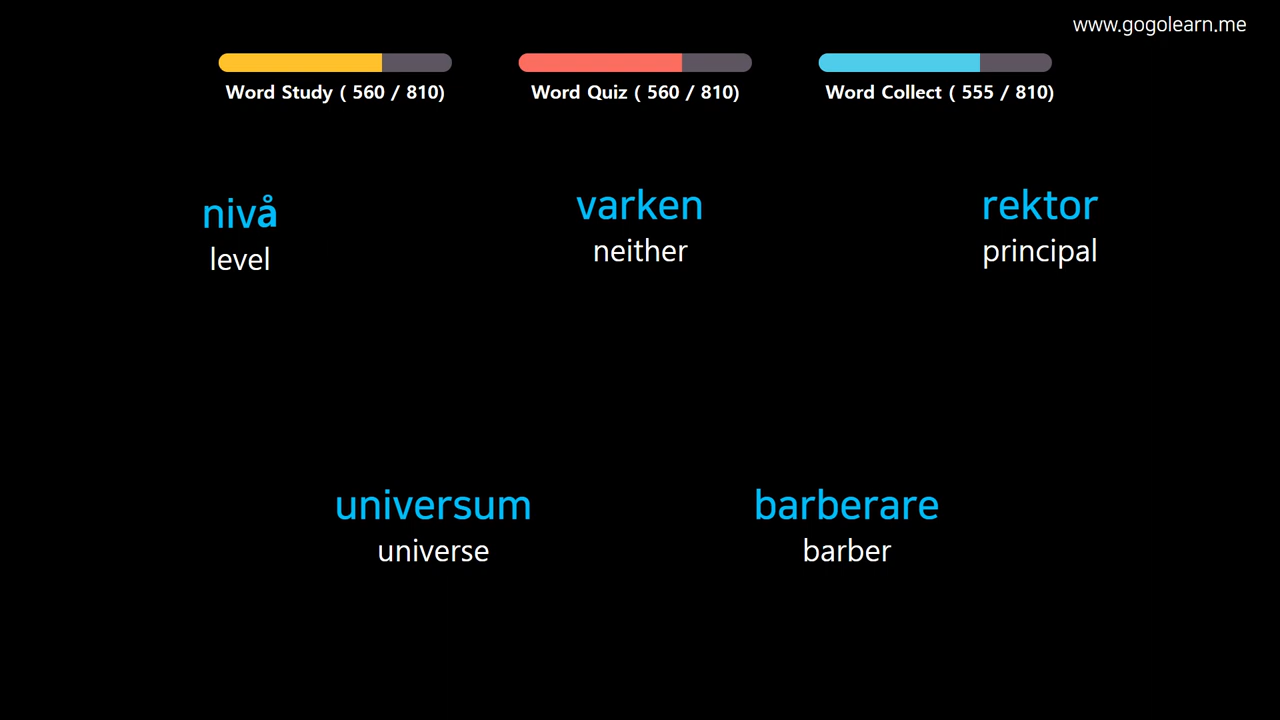 www.gogolearn.me
Word Study ( 560 / 810)
Word Quiz ( 560 / 810)
Word Collect ( 555 / 810)
nivå
level
varken
neither
rektor
principal
universum
universe
barberare
barber